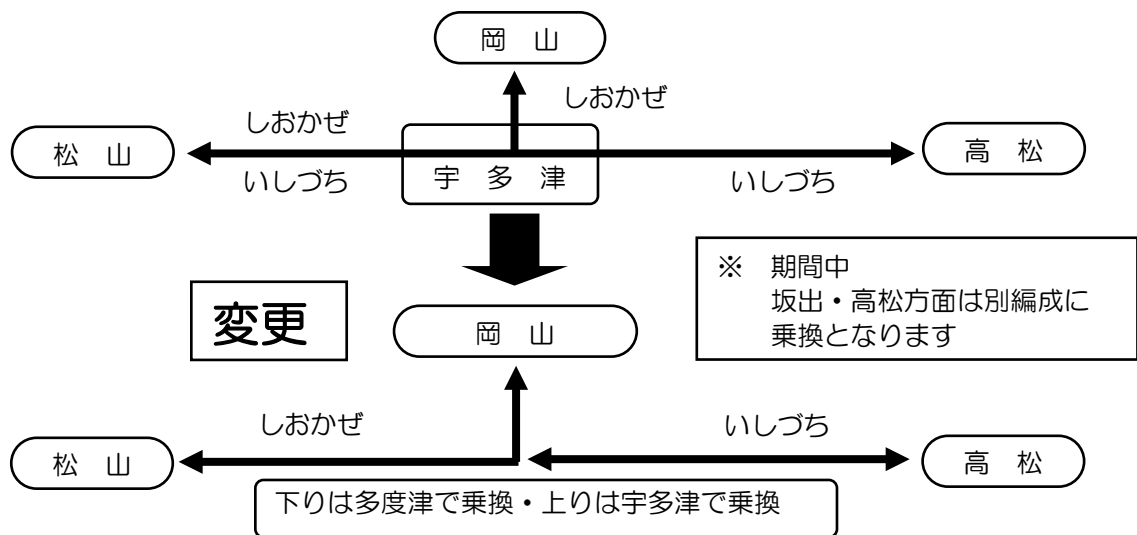 岡 山
しおかぜ
しおかぜ
松 山
高 松
宇 多 津
いしづち
いしづち
※ 期間中
坂出・高松方面は別編成に
乗換となります
変更
岡 山
しおかぜ
いしづち
松 山
高 松
下りは多度津で乗換・上りは宇多津で乗換